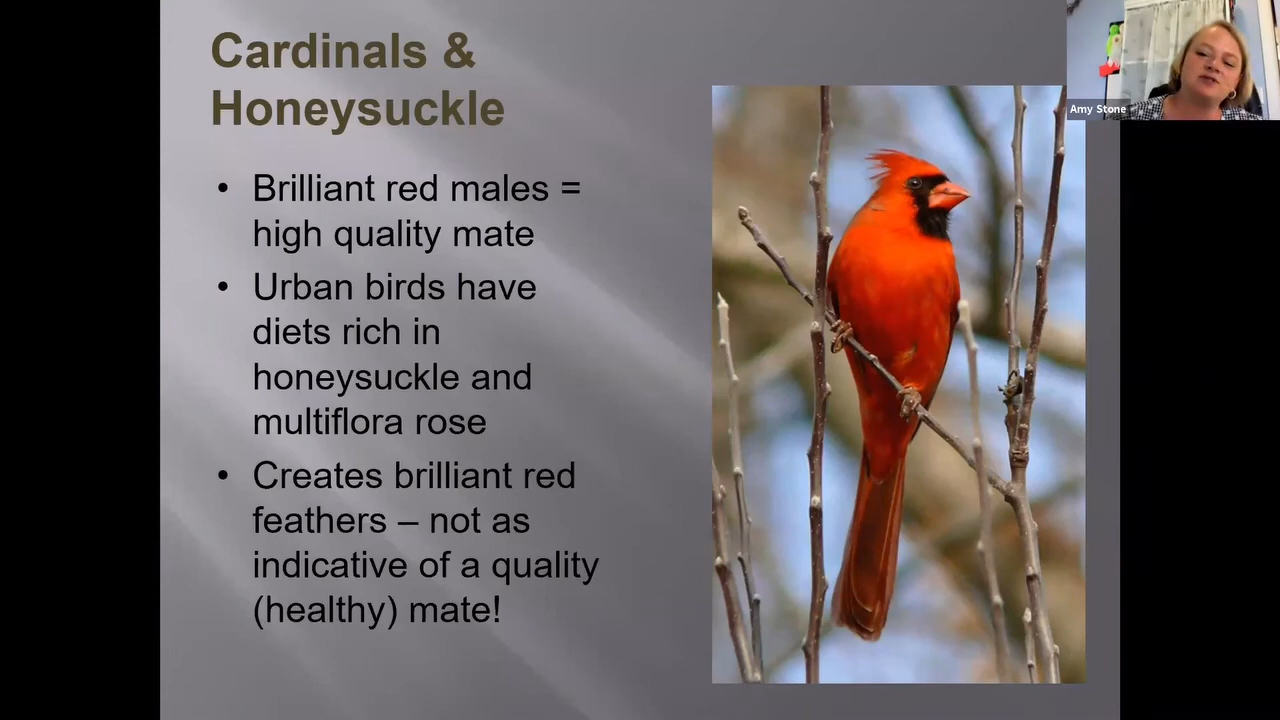 Cardinals &
Honeysuckle
• Brilliant red males =
high quality mate
• Urban birds have
diets rich in
honeysuckle and
multiflora rose
• Creates brilliant red
feathers – not as
indicative of a quality
(healthy) mate!
Amy Stone